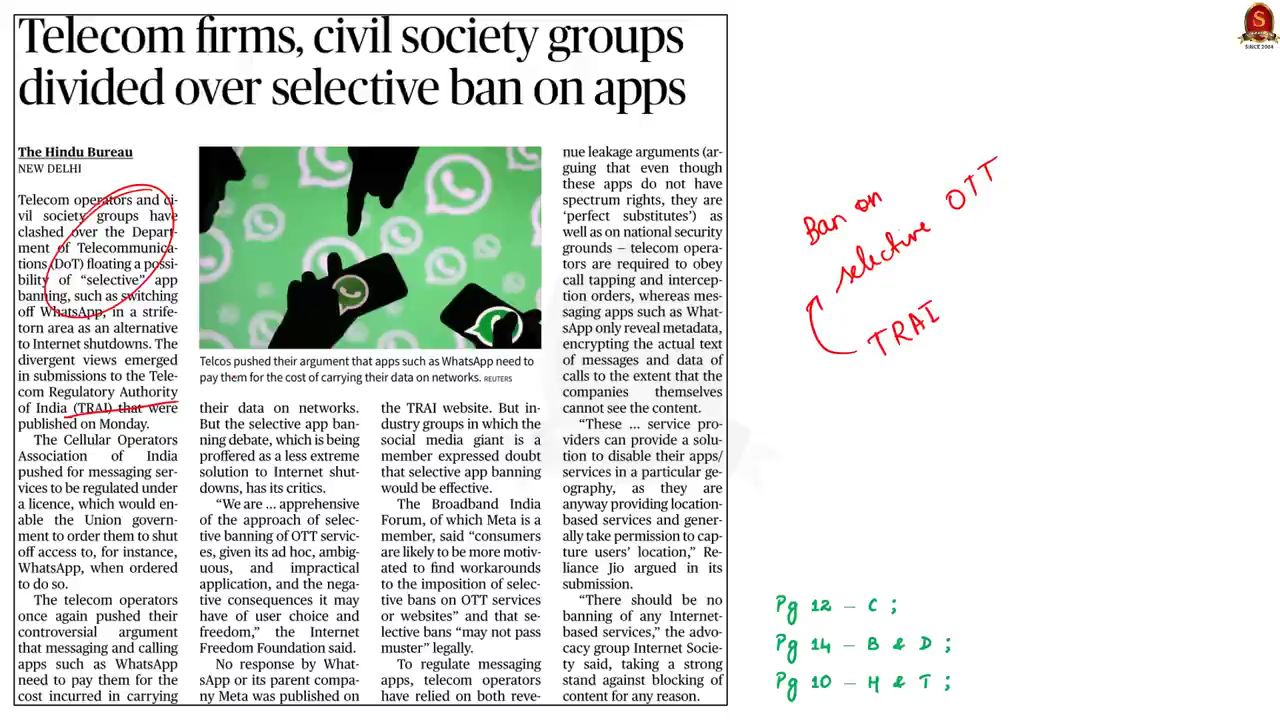 Telecom firms, civil society groups
divided over selective ban on apps
The Hindu Bureau
NEW DELHI
Telecom operators and ci-
vil society groups have
clashed over the Depart-
ment of Telecommunica-
tions (DoT) floating a possi-
bility of “selective” app
banning, such as switching
off WhatsApp, in a strife-
torn area as an alternative
to Internet shutdowns. The
divergent views emerged
in submissions to the Tele-
com Regulatory Authority
of India (TRAI) that were
published on Monday.
The Cellular Operators
Association of India
pushed for messaging ser-
vices to be regulated under
a licence, which would en-
able the Union govern-
ment to order them to shut
off access to, for instance,
WhatsApp, when ordered
to do so.
The telecom operators
once again pushed their
controversial argument
that messaging and calling
apps such as WhatsApp
need to pay them for the
cost incurred in carrying
Telcos pushed their argument that apps such as WhatsApp need to
pay them for the cost of carrying their data on networks. REUTERS
their data on networks.
But the selective app ban-
ning debate, which is being
proffered as a less extreme
solution to Internet shut-
downs, has its critics.
“We are ... apprehensive
of the approach of selec-
tive banning of OTT servic-
es, given its ad hoc, ambig-
uous, and impractical
application, and the nega-
tive consequences it may
have of user choice and
freedom,” the Internet
Freedom Foundation said.
No response by What-
sApp or its parent compa-
ny Meta was published on
the TRAI website. But in-
dustry groups in which the
social media giant is a
member expressed doubt
that selective app banning
would be effective.
The Broadband India
Forum, of which Meta is a
member, said “consumers
are likely to be more motiv-
ated to find workarounds
to the imposition of selec-
tive bans on OTT services
or websites” and that se-
lective bans “may not pass
muster” legally.
To regulate messaging
apps, telecom operators
have relied on both reve-
nue leakage arguments (ar-
guing that even though
these apps do not have
spectrum rights, they are
‘perfect substitutes’) as
well as on national security
grounds – telecom opera-
tors are required to obey
call tapping and intercep-
tion orders, whereas mes-
saging apps such as What-
sApp only reveal metadata,
encrypting the actual text
of messages and data of
calls to the extent that the
companies themselves
cannot see the content.
“These ... service pro-
viders can provide a solu-
tion to disable their apps/
services in a particular ge-
ography, as they are
anyway providing location-
based services and gener-
ally take permission to cap-
ture users’ location,” Re-
liance Jio argued in its
submission.
“There should be no
banning of any Internet-
based services,” the advo-
cacy group Internet Socie-
ty said, taking a strong
stand against blocking of
content for any reason.
Ban on
selective OTT
TRAI
Pg 12 – C ;
Pg 14 – B & D ;
Pg 10 – H & T ;
S
SINCE 2004